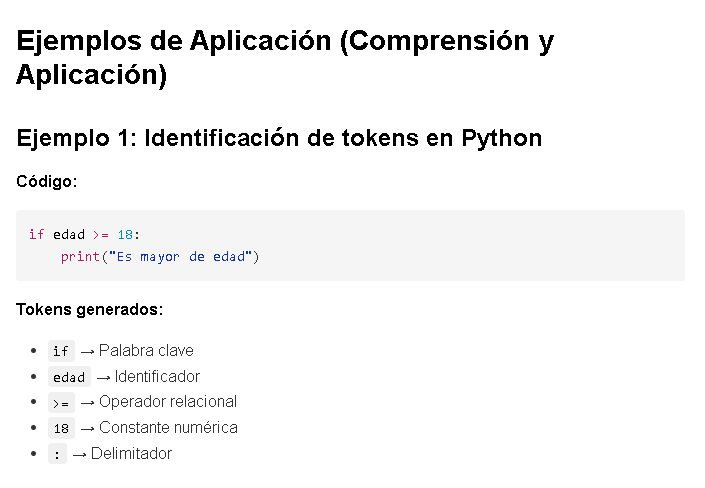 Ejemplos de Aplicación (Comprensión y
Aplicación)
Ejemplo 1: Identificación de tokens en Python
Código:
if edad >= 18:
    print("Es mayor de edad")
Tokens generados:
• if → Palabra clave
• edad → Identificador
• >= → Operador relacional
• 18 → Constante numérica
• : → Delimitador